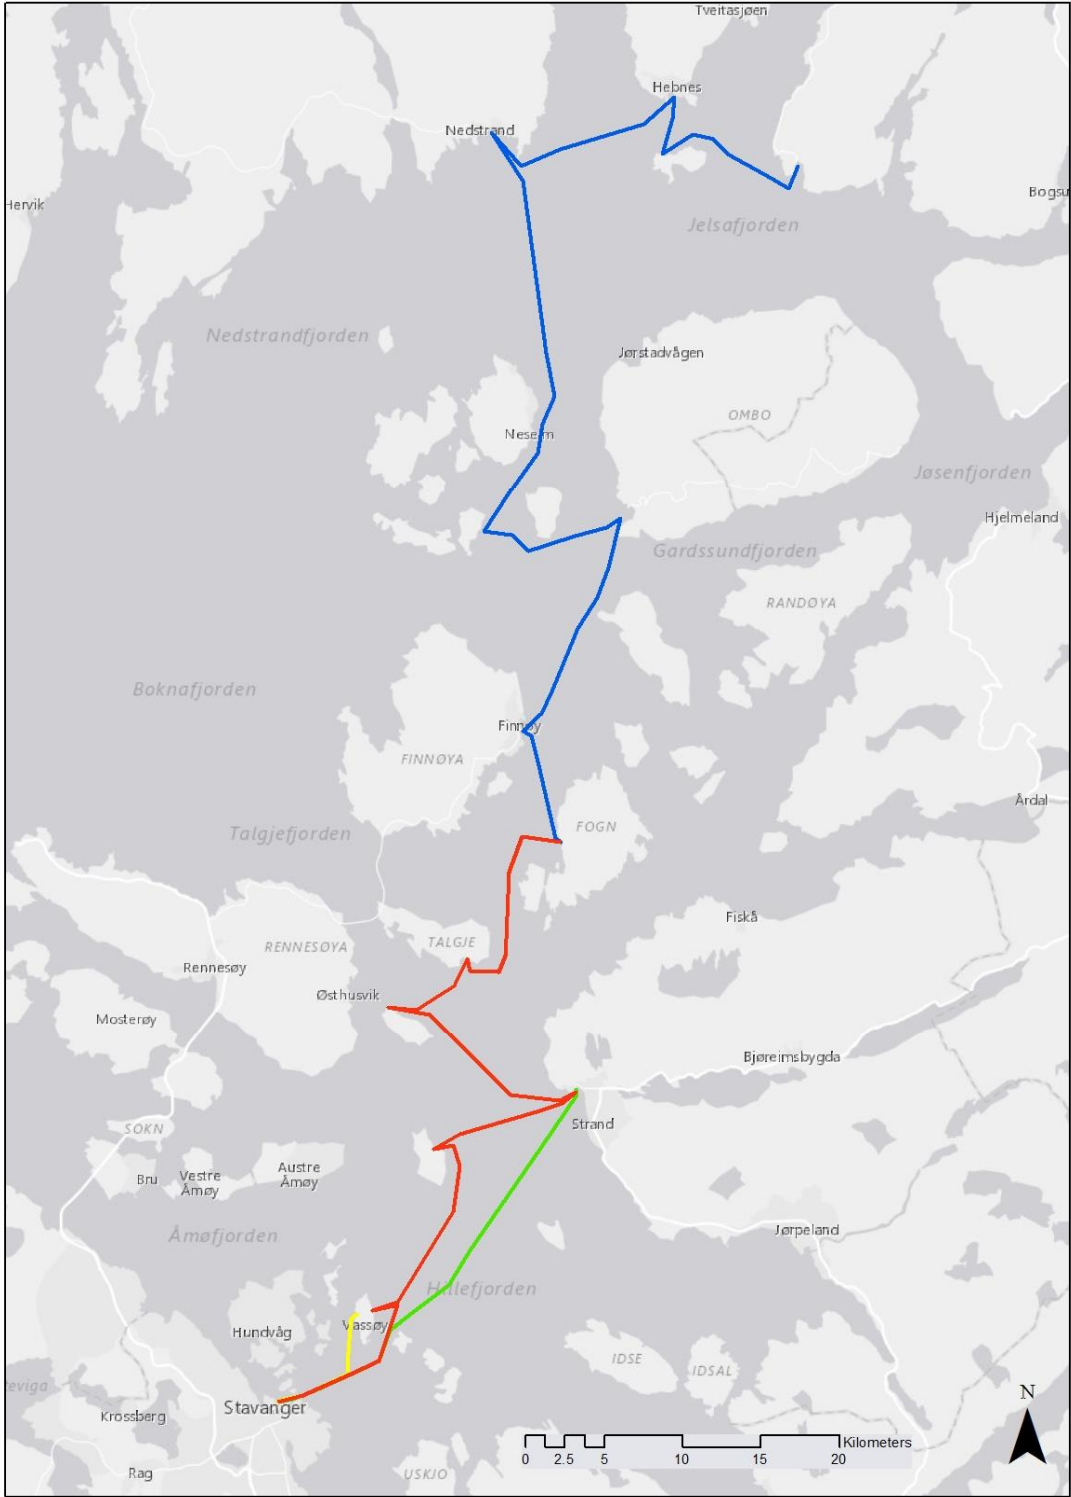 Tveitasjøen
Hebnes
Nedstrand
Hervik
Bogsu
Jelsafjorden
Nedstrandfjorden
Jørstadvågen
OMBO
Neseim
Jøsenfjorden
Hjelmeland
Gardssundfjorden
RANDØYA
Boknafjorden
Finnøy
FINNØYA
Årdal
Talgjefjorden
FOGN
Fiskå
TALGJE
RENNESØYA
Rennesøy
Østhusvik
Mosterøy
Bjøreimsbygda
Strand
SOKN
Bru
Vestre
Åmøy
Austre
Åmøy
Jørpeland
Åmøfjorden
Hillefjorden
Vassøy
Hundvåg
IDSE
IDSAL
teviga
Stavanger
Krossberg
N
Kilometers
0 2.5 5 10 15 20
Rag
USKJO